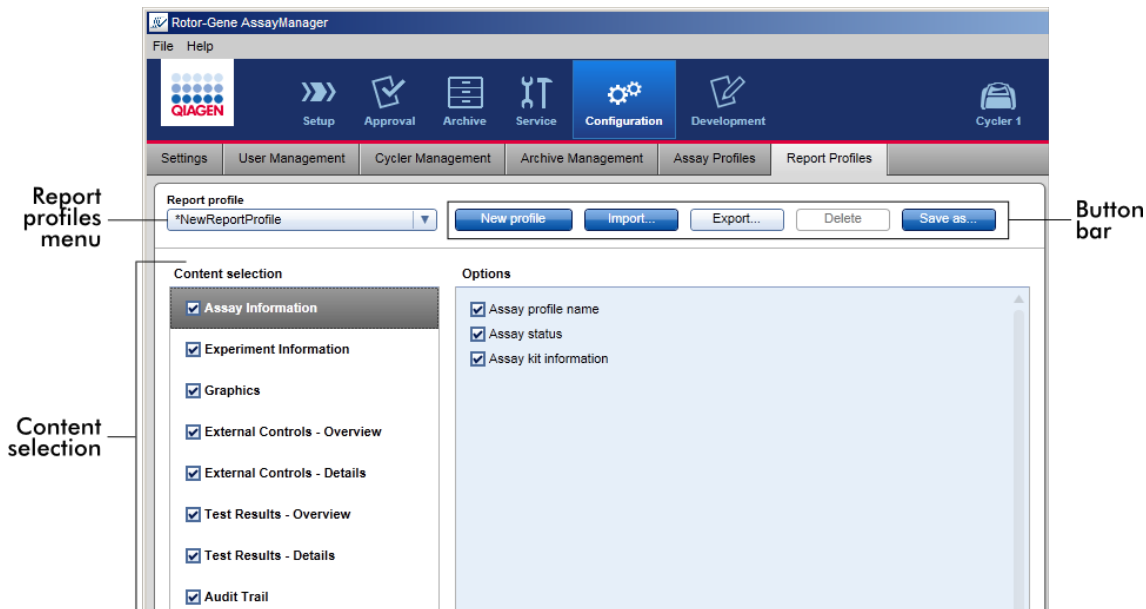 Rotor-Gene AssayManager
File Help
QIAGEN
Setup Approval Archive Service Configuration Development Cycler 1
Settings User Management Cycler Management Archive Management Assay Profiles Report Profiles
Report profiles menu
Report profile
*NewReportProfile New profile Import... Export... Delete Save as...
Button bar
Content selection Options
Assay Information Assay profile name
Assay status
Assay kit information
Experiment Information
Graphics
Content selection
External Controls - Overview
External Controls - Details
Test Results - Overview
Test Results - Details
Audit Trail